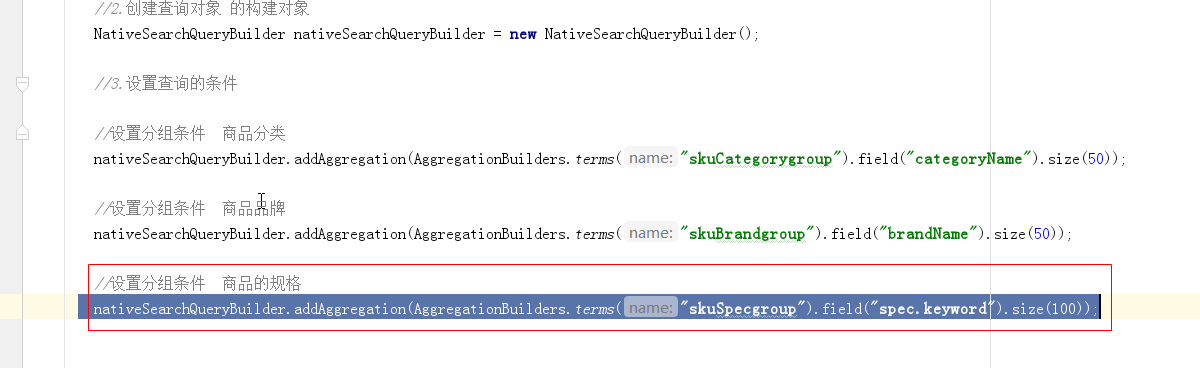 //2.创建查询对象 的构建对象
NativeSearchQueryBuilder nativeSearchQueryBuilder = new NativeSearchQueryBuilder();
//3.设置查询的条件
//设置分组条件  商品分类
nativeSearchQueryBuilder.addAggregation(AggregationBuilders.terms( name: "skuCategorygroup").field("categoryName").size(50));
//设置分组条件  商品品牌
nativeSearchQueryBuilder.addAggregation(AggregationBuilders.terms( name: "skuBrandgroup").field("brandName").size(50));
//设置分组条件  商品的规格
nativeSearchQueryBuilder.addAggregation(AggregationBuilders.terms( name: "skuSpecgroup").field("spec.keyword").size(100));